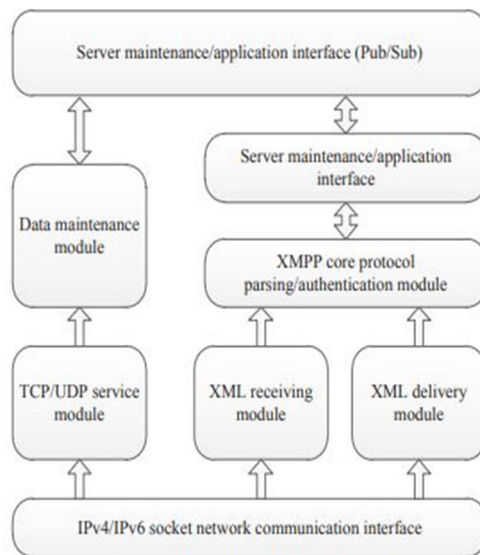 Server maintenance/application interface (Pub/Sub)
Server maintenance/application
interface
Data maintenance
module
XMPP core protocol
parsing/authentication module
TCP/UDP service
module
XML receiving
module
XML delivery
module
IPv4/IPv6 socket network communication interface